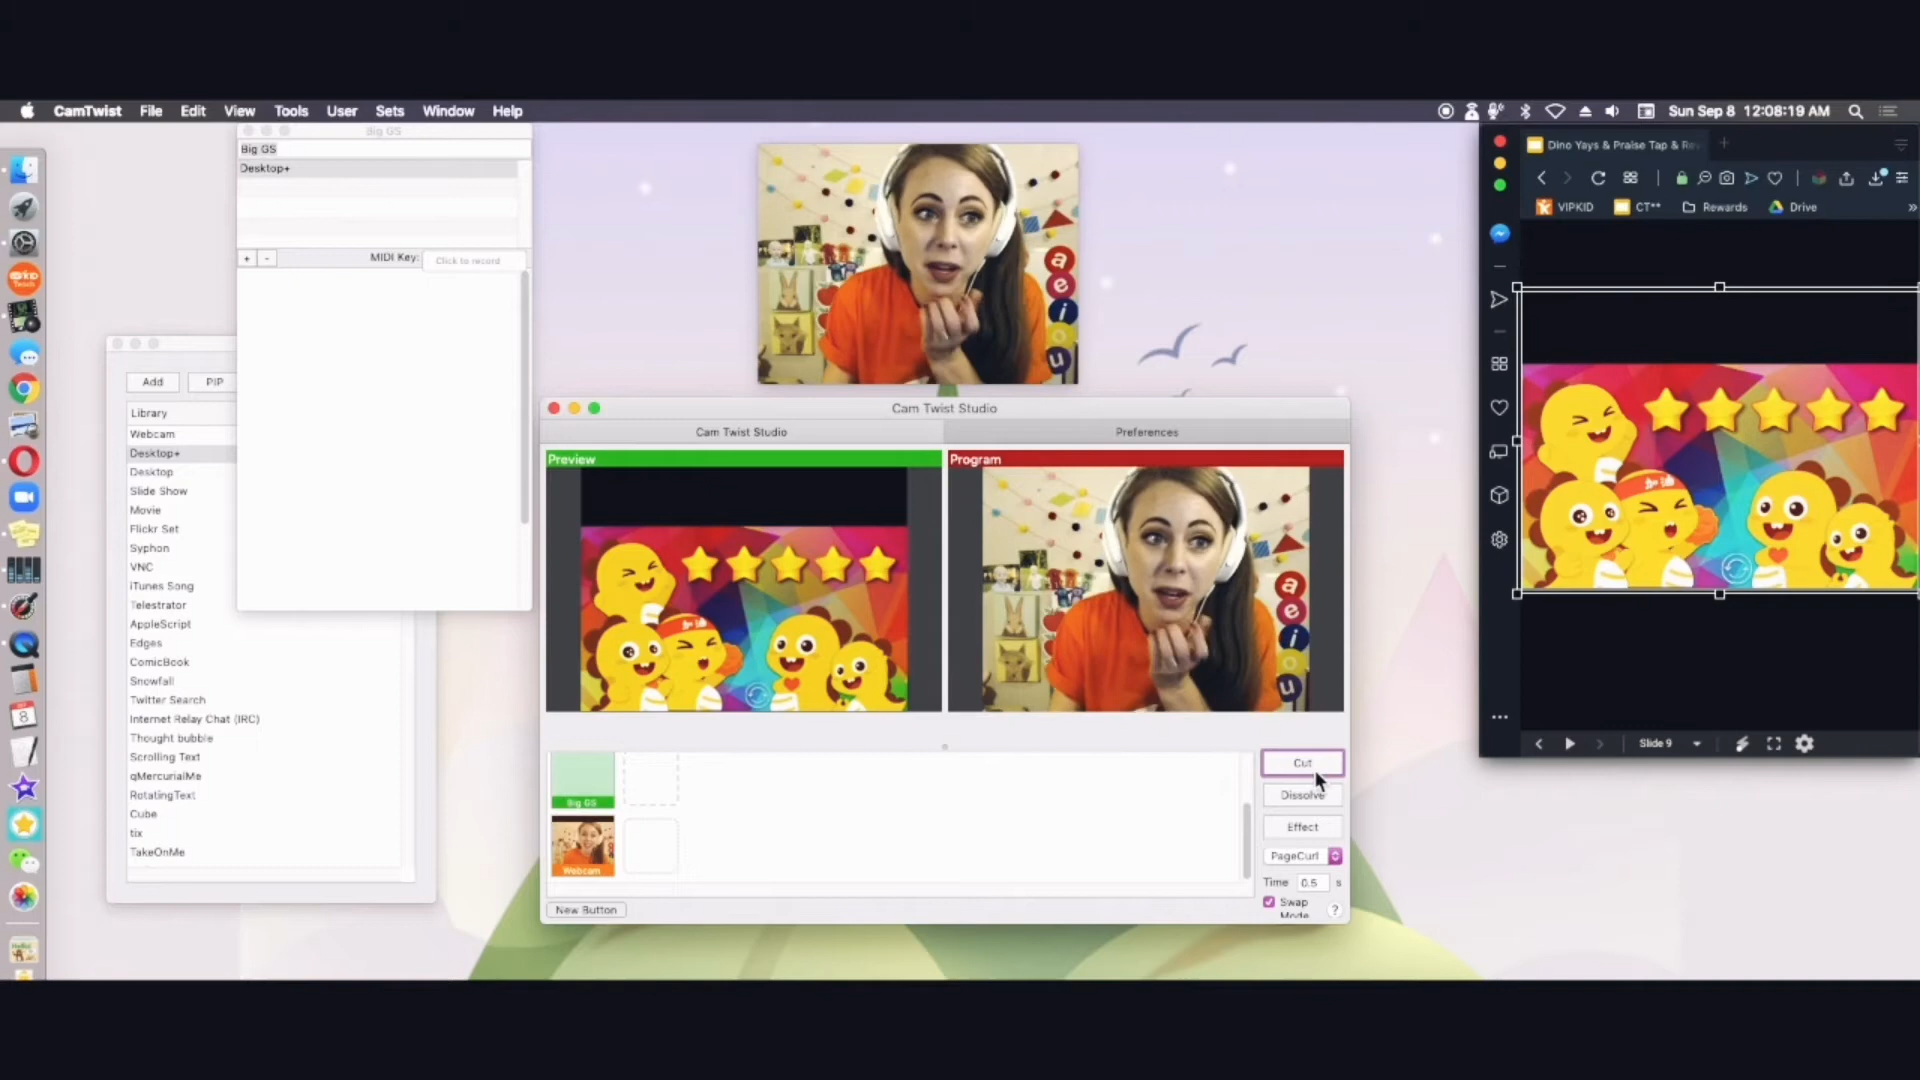 CamTwist File Edit View Tools User Sets Window Help
Sun Sep 8 12:08:19 AM
Big GS
Big GS
Desktop+
+ - MIDI Key: Click to record
Add PIP
Library
Webcam
Desktop+
Desktop
Slide Show
Movie
Flickr Set
Syphon
VNC
iTunes Song
Telestrator
AppleScript
Edges
ComicBook
Snowfall
Twitter Search
Internet Relay Chat (IRC)
Thought bubble
Scrolling Text
qMercurialMe
RotatingText
Cube
tix
TakeOnMe
a
e
i
o
u
Cam Twist Studio
Cam Twist Studio Preferences
Preview Program
a
e
i
o
u
Big GS
Webcam
New Button
Cut
Dissolve
Effect
PageCurl
Time 0.5 s
Swap
Mode
?
Dino Yays & Praise Tap & Rev
VIPKID CT** Rewards Drive
Slide 9